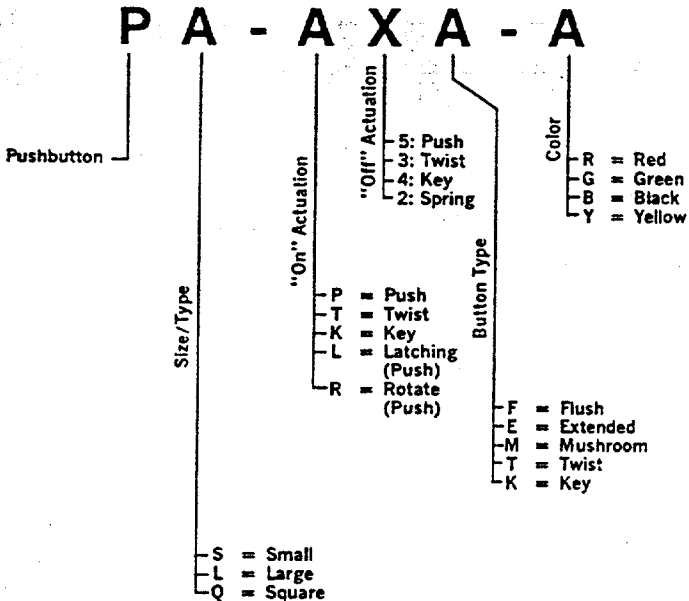 P A - A X A - A
Pushbutton
Size/Type
S = Small
L = Large
Q = Square
"On" Actuation
P = Push
T = Twist
K = Key
L = Latching
(Push)
R = Rotate
(Push)
"Off" Actuation
5: Push
3: Twist
4: Key
2: Spring
Button Type
F = Flush
E = Extended
M = Mushroom
T = Twist
K = Key
Color
R = Red
G = Green
B = Black
Y = Yellow